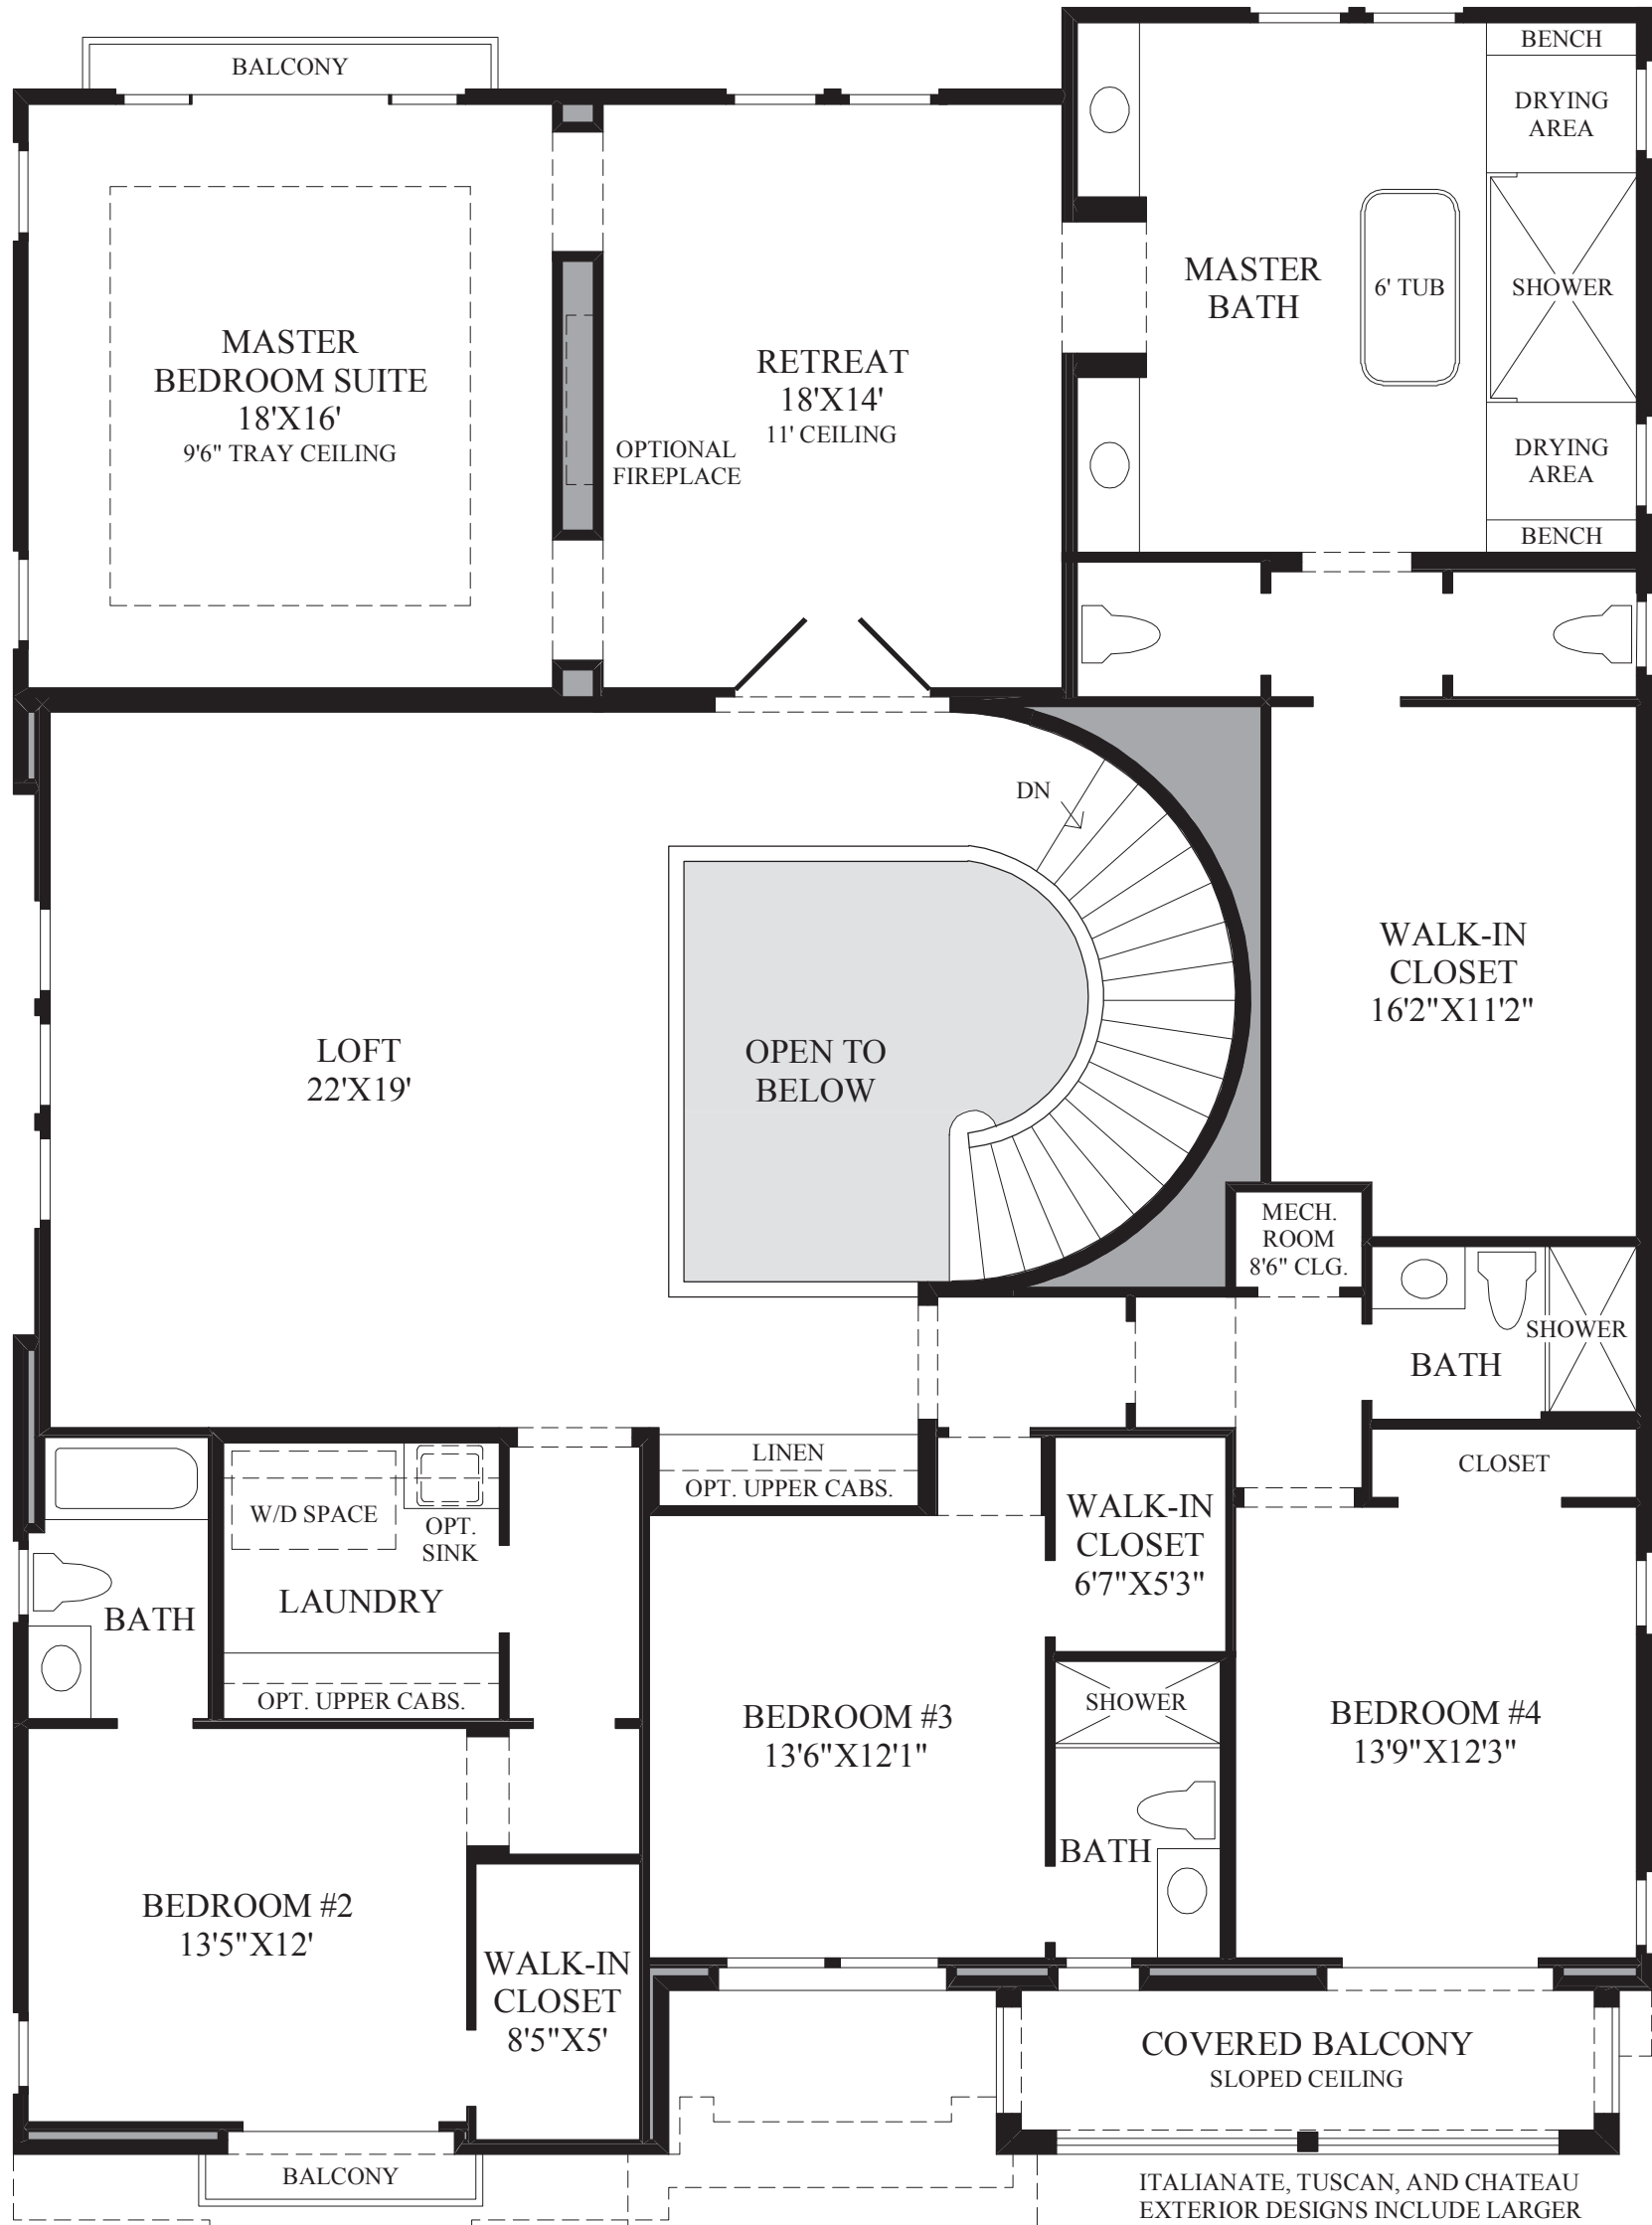 BALCONY
BENCH
DRYING
AREA
MASTER
BATH
6' TUB
SHOWER
MASTER
BEDROOM SUITE
18'X16'
9'6" TRAY CEILING
RETREAT
18'X14'
11' CEILING
OPTIONAL
FIREPLACE
DRYING
AREA
BENCH
DN
WALK-IN
CLOSET
16'2"X11'2"
LOFT
22'X19'
OPEN TO
BELOW
MECH.
ROOM
8'6" CLG.
SHOWER
BATH
LINEN
OPT. UPPER CABS.
CLOSET
W/D SPACE
OPT.
SINK
LAUNDRY
BATH
OPT. UPPER CABS.
WALK-IN
CLOSET
6'7"X5'3"
SHOWER
BEDROOM #3
13'6"X12'1"
BEDROOM #4
13'9"X12'3"
BATH
BEDROOM #2
13'5"X12'
WALK-IN
CLOSET
8'5"X5'
COVERED BALCONY
SLOPED CEILING
BALCONY
ITALIANATE, TUSCAN, AND CHATEAU
EXTERIOR DESIGNS INCLUDE LARGER